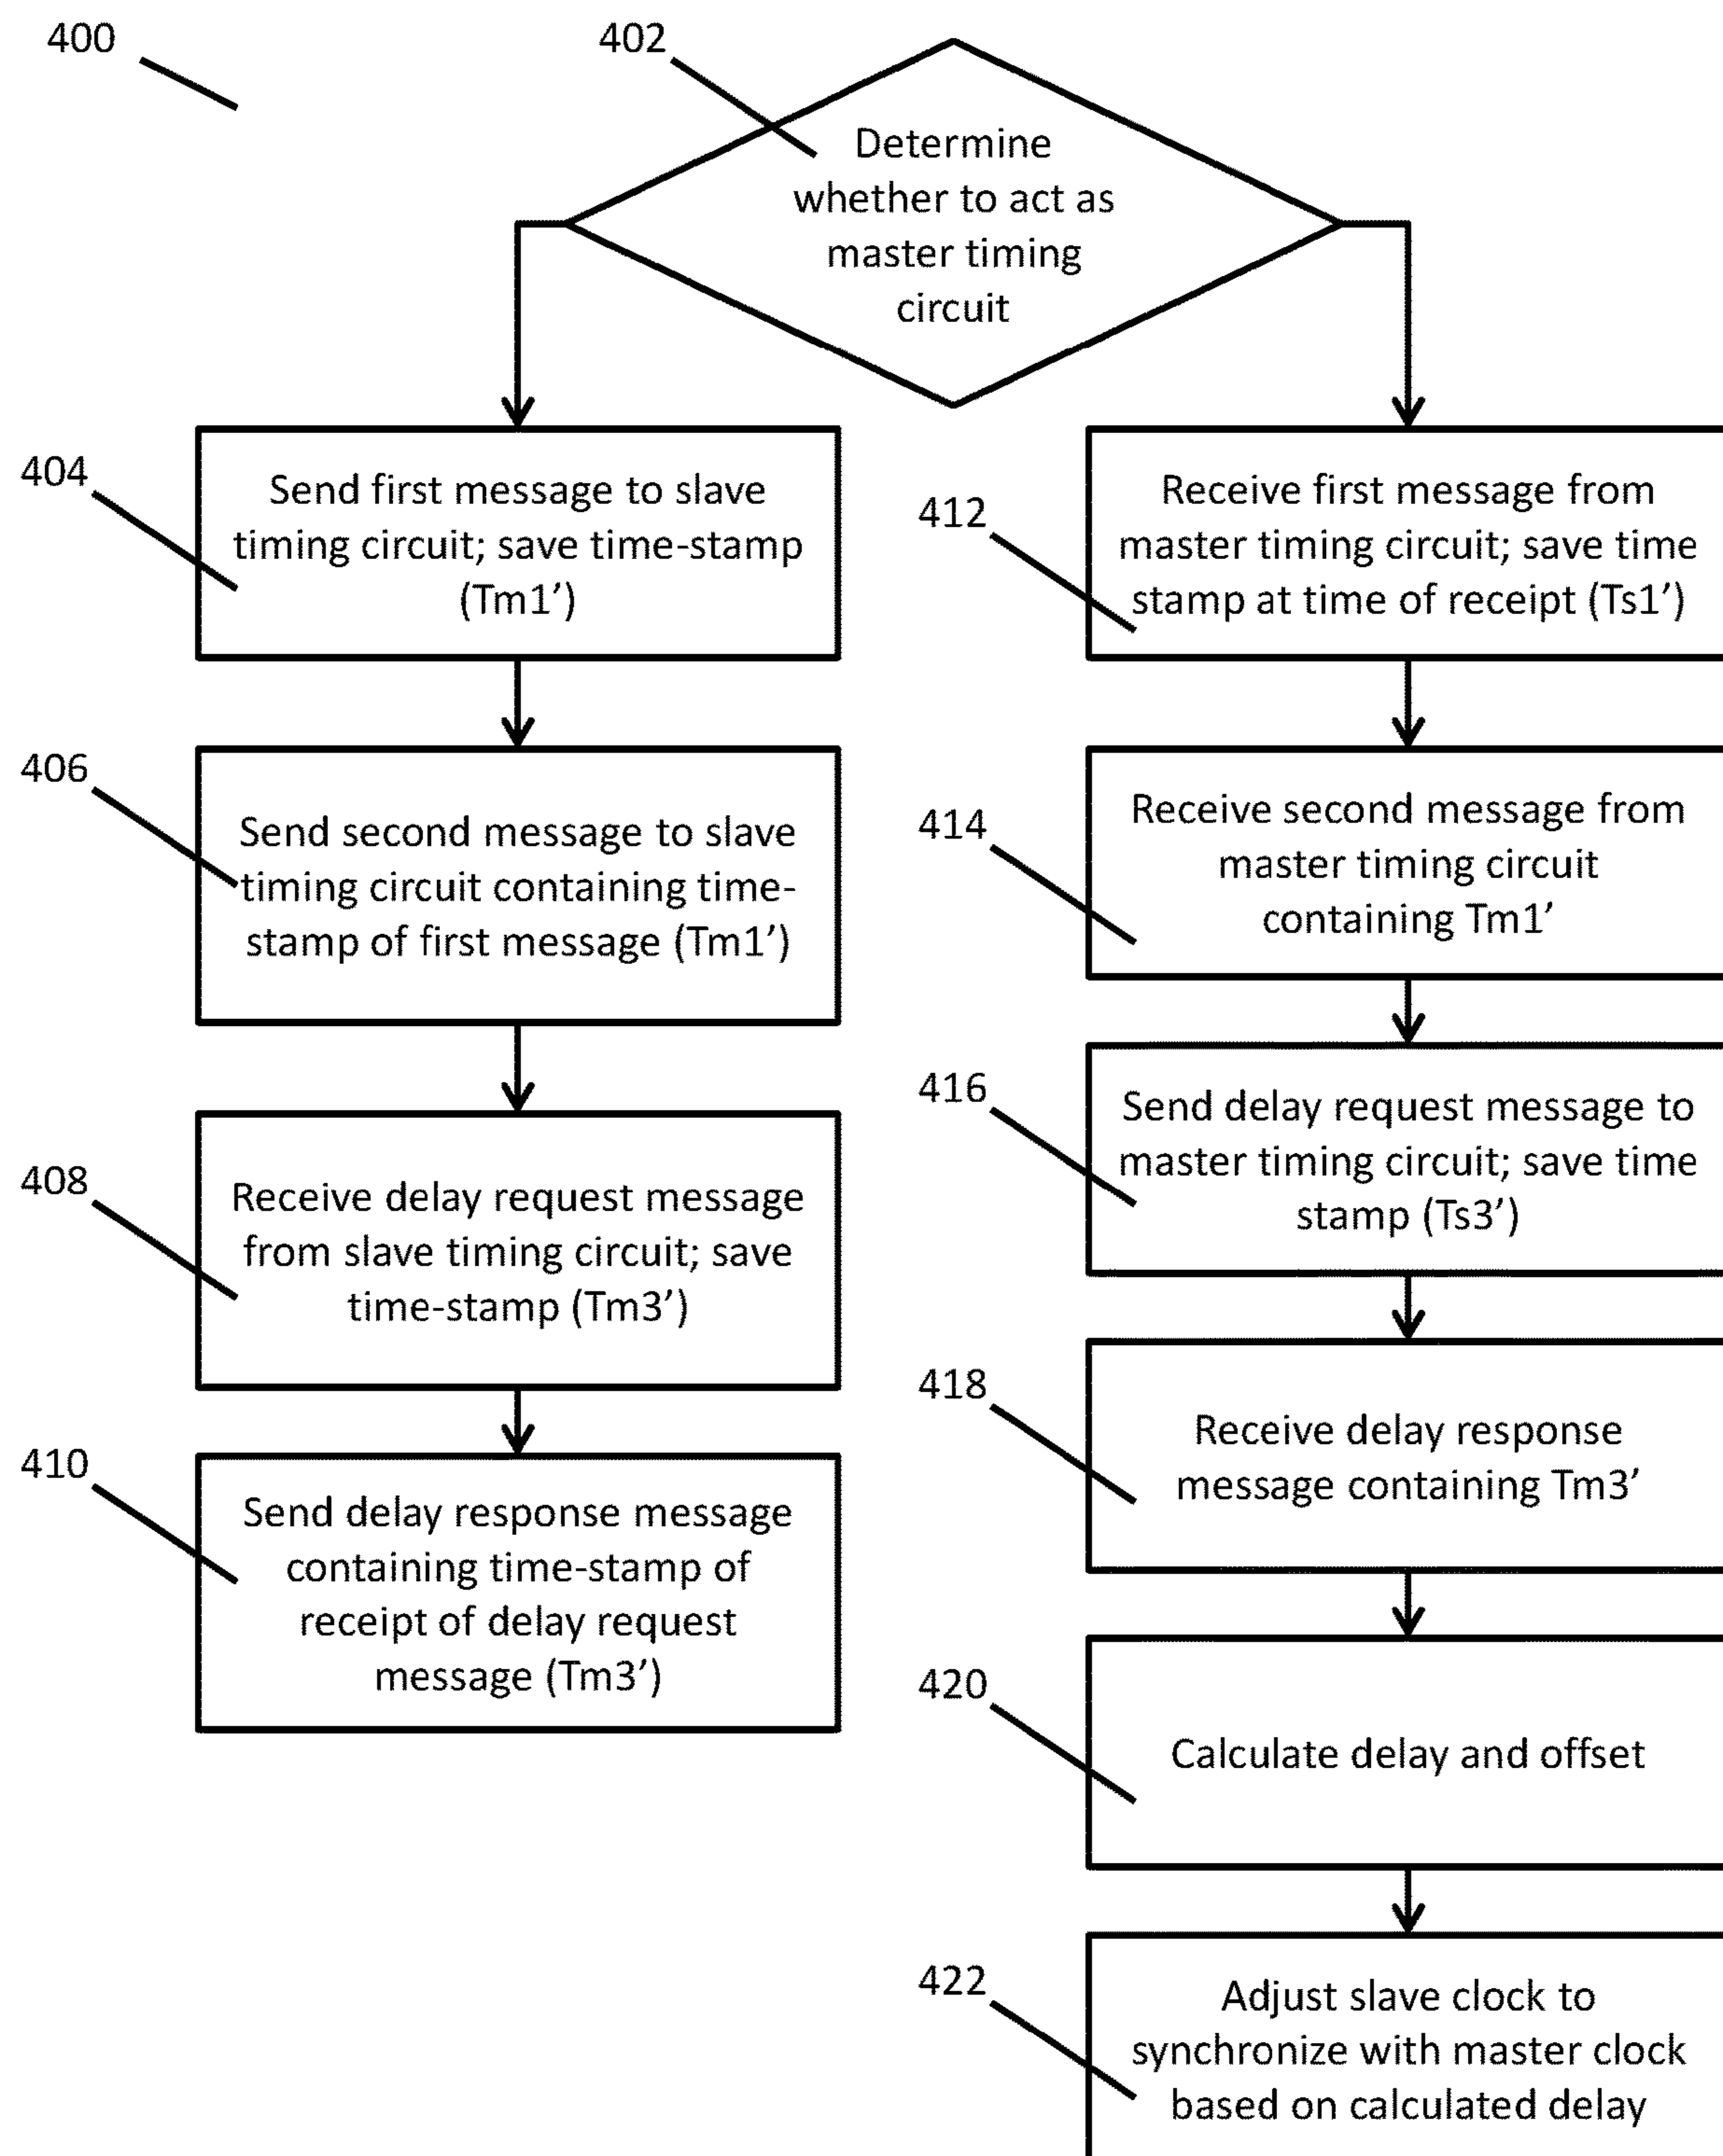 400
402
Determine
whether to act as
master timing
circuit
404
Send first message to slave
timing circuit; save time-stamp
(Tm1’)
406
Send second message to slave
timing circuit containing time-
stamp of first message (Tm1’)
408
Receive delay request message
from slave timing circuit; save
time-stamp (Tm3’)
410
Send delay response message
containing time-stamp of
receipt of delay request
message (Tm3’)
412
Receive first message from
master timing circuit; save time
stamp at time of receipt (Ts1’)
414
Receive second message from
master timing circuit
containing Tm1’
416
Send delay request message to
master timing circuit; save time
stamp (Ts3’)
418
Receive delay response
message containing Tm3’
420
Calculate delay and offset
422
Adjust slave clock to
synchronize with master clock
based on calculated delay